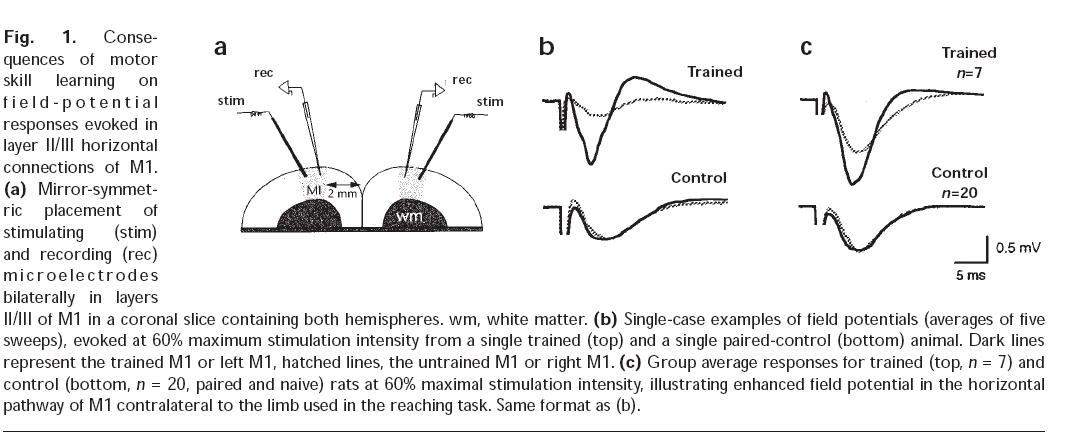 Fig. 1. Conse-
quences of motor
skill learning on
field-potential
responses evoked in
layer II/III horizontal
connections of M1.
(a) Mirror-symmet-
ric placement of
stimulating (stim)
and recording (rec)
microelectrodes
bilaterally in layers
II/III of M1 in a coronal slice containing both hemispheres. wm, white matter. (b) Single-case examples of field potentials (averages of five
sweeps), evoked at 60% maximum stimulation intensity from a single trained (top) and a single paired-control (bottom) animal. Dark lines
represent the trained M1 or left M1, hatched lines, the untrained M1 or right M1. (c) Group average responses for trained (top, n = 7) and
control (bottom, n = 20, paired and naive) rats at 60% maximal stimulation intensity, illustrating enhanced field potential in the horizontal
pathway of M1 contralateral to the limb used in the reaching task. Same format as (b).
a
rec
rec
stim
stim
MI
2 mm
wm
b
Trained
Control
c
Trained
n=7
Control
n=20
0.5 mV
5 ms